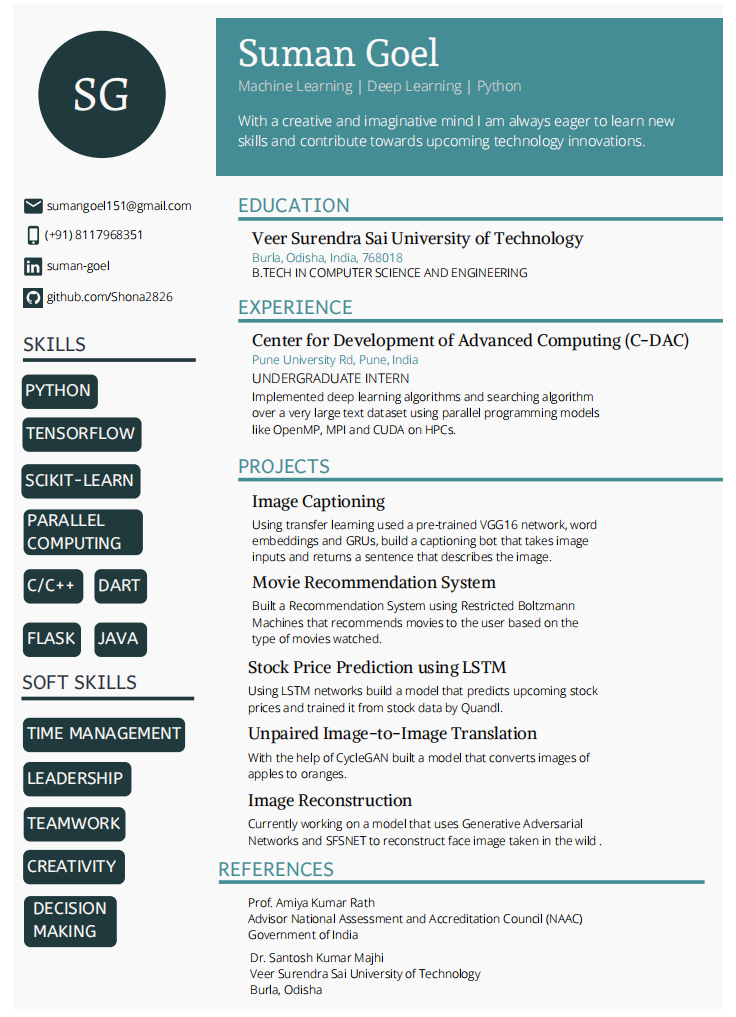 SG
sumangoel151@gmail.com
(+91) 8117968351
suman-goel
github.com/Shona2826
SKILLS
PYTHON
TENSORFLOW
SCIKIT-LEARN
PARALLEL
COMPUTING
C/C++ DART
FLASK JAVA
SOFT SKILLS
TIME MANAGEMENT
LEADERSHIP
TEAMWORK
CREATIVITY
DECISION
MAKING
Suman Goel
Machine Learning | Deep Learning | Python
With a creative and imaginative mind I am always eager to learn new
skills and contribute towards upcoming technology innovations.
EDUCATION
Veer Surendra Sai University of Technology
Burla, Odisha, India, 768018
B.TECH IN COMPUTER SCIENCE AND ENGINEERING
EXPERIENCE
Center for Development of Advanced Computing (C-DAC)
Pune University Rd, Pune, India
UNDERGRADUATE INTERN
Implemented deep learning algorithms and searching algorithm
over a very large text dataset using parallel programming models
like OpenMP, MPI and CUDA on HPCs.
PROJECTS
Image Captioning
Using transfer learning used a pre-trained VGG16 network, word
embeddings and GRUs, build a captioning bot that takes image
inputs and returns a sentence that describes the image.
Movie Recommendation System
Built a Recommendation System using Restricted Boltzmann
Machines that recommends movies to the user based on the
type of movies watched.
Stock Price Prediction using LSTM
Using LSTM networks build a model that predicts upcoming stock
prices and trained it from stock data by Quandl.
Unpaired Image-to-Image Translation
With the help of CycleGAN built a model that converts images of
apples to oranges.
Image Reconstruction
Currently working on a model that uses Generative Adversarial
Networks and SFSNET to reconstruct face image taken in the wild .
REFERENCES
Prof. Amiya Kumar Rath
Advisor National Assessment and Accreditation Council (NAAC)
Government of India
Dr. Santosh Kumar Majhi
Veer Surendra Sai University of Technology
Burla, Odisha